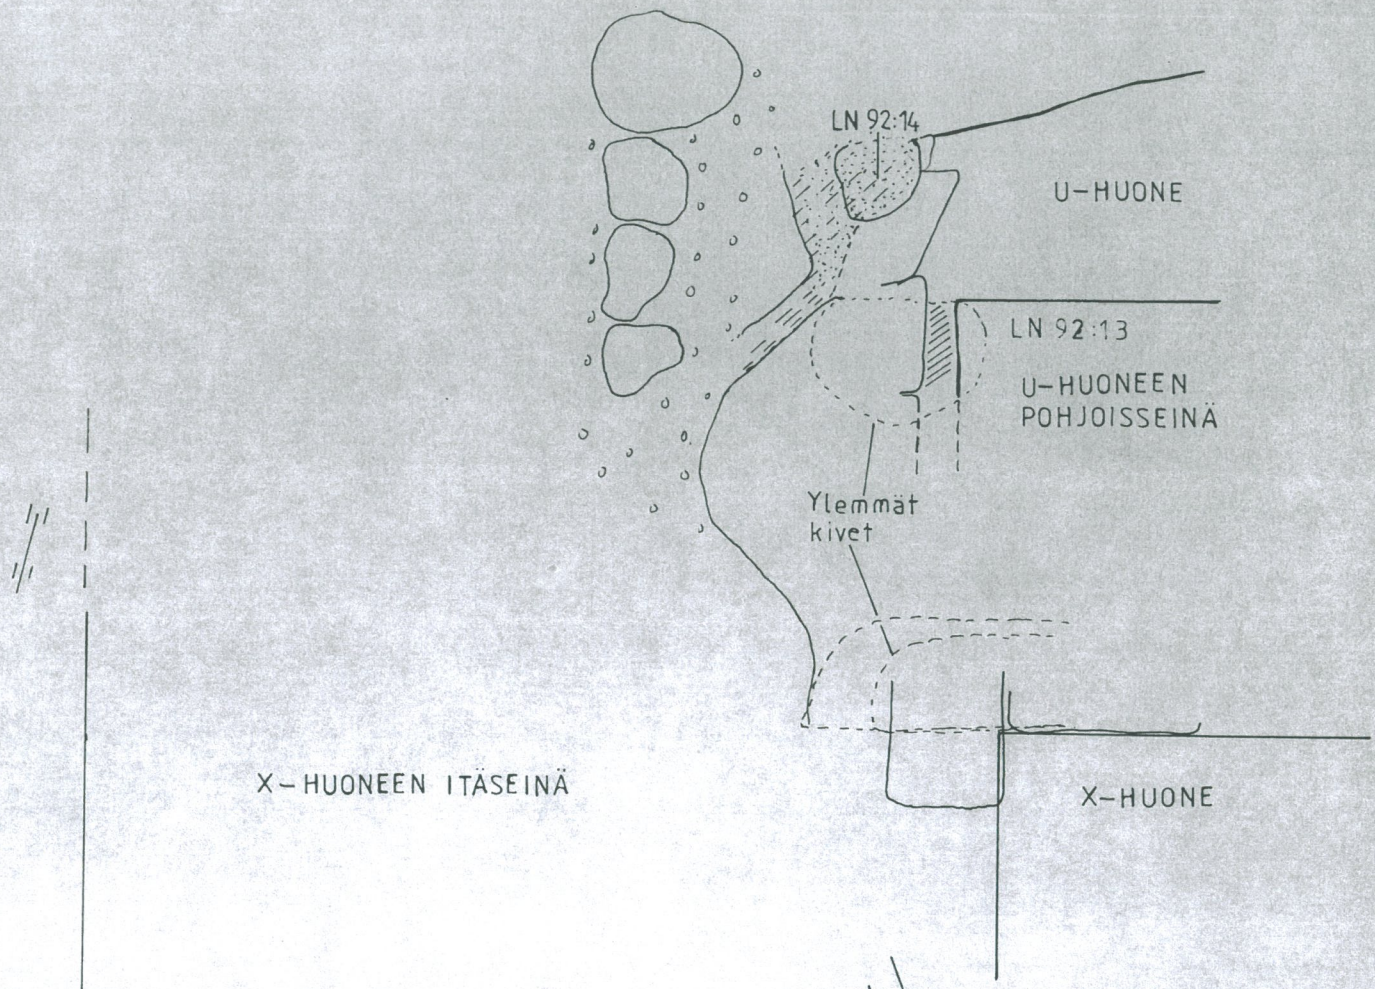 LN 92:14
U-HUONE
LN 92:13
U-HUONEEN
POHJOISSEINÄ
Ylemmät
kivet
X-HUONEEN ITÄSEINÄ
X-HUONE